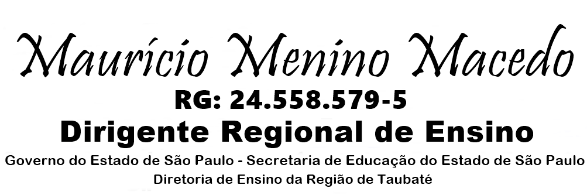 Maurício Menino Macedo
RG: 24.558.579-5
Dirigente Regional de Ensino
Governo do Estado de São Paulo - Secretaria de Educação do Estado de São Paulo
Diretoria de Ensino da Região de Taubaté